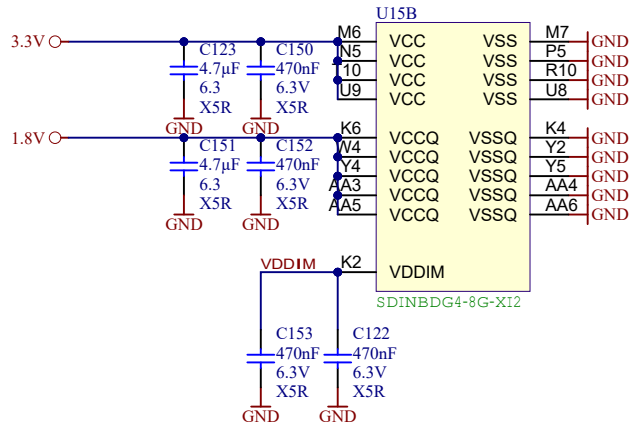 U15B
3.3V
C123
4.7µF
6.3
X5R
GND
C150
470nF
6.3V
X5R
GND
M6 VCC VSS M7 GND
N5 VCC VSS P5 GND
VCC VSS R10 GND
U9 VCC VSS U8 GND
1.8V
C151
4.7µF
6.3
X5R
GND
C152
470nF
6.3V
X5R
GND
K6 VCCQ VSSQ K4 GND
W4 VCCQ VSSQ Y2 GND
Y4 VCCQ VSSQ Y5 GND
AA3 VCCQ VSSQ AA4 GND
AA5 VCCQ VSSQ AA6 GND
VDDIM K2 VDDIM
SDINBDG4-8G-XI2
C153
470nF
6.3V
X5R
GND
C122
470nF
6.3V
X5R
GND